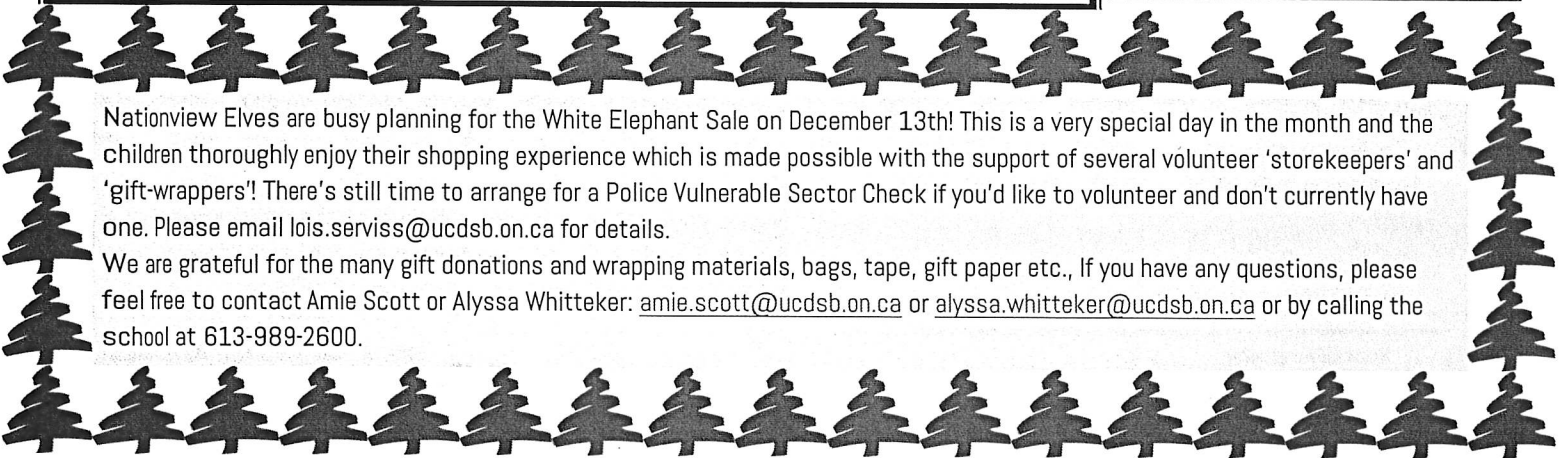 Nationview Elves are busy planning for the White Elephant Sale on December 13th! This is a very special day in the month and the
children thoroughly enjoy their shopping experience which is made possible with the support of several volunteer 'storekeepers' and
'gift-wrappers'! There's still time to arrange for a Police Vulnerable Sector Check if you'd like to volunteer and don't currently have
one. Please email lois.serviss@ucdsb.on.ca for details.
We are grateful for the many gift donations and wrapping materials, bags, tape, gift paper etc., If you have any questions, please
feel free to contact Amie Scott or Alyssa Whitteker: amie.scott@ucdsb.on.ca or alyssa.whitteker@ucdsb.on.ca or by calling the
school at 613-989-2600.